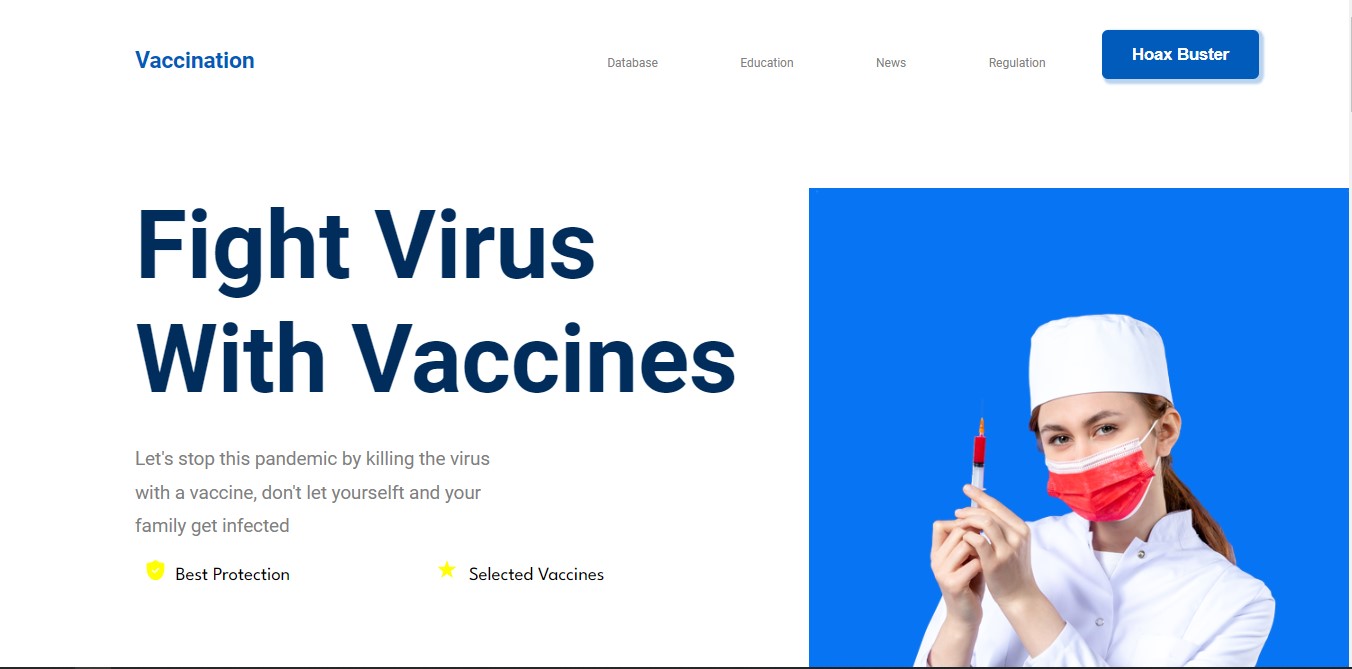 Vaccination
Database
Education
News
Regulation
Hoax Buster
Fight Virus
With Vaccines
Let's stop this pandemic by killing the virus
with a vaccine, don't let yourselft and your
family get infected
Best Protection
Selected Vaccines